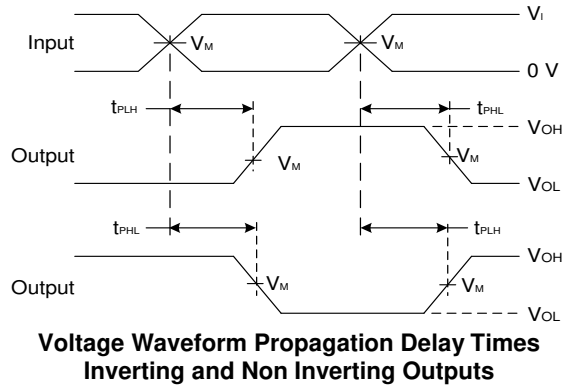 VI
Input
VM
VM
0 V
tPLH
tPHL
VOH
Output
VM
VM
VOL
tPHL
tPLH
VOH
Output
VM
VM
VOL
Voltage Waveform Propagation Delay Times
Inverting and Non Inverting Outputs